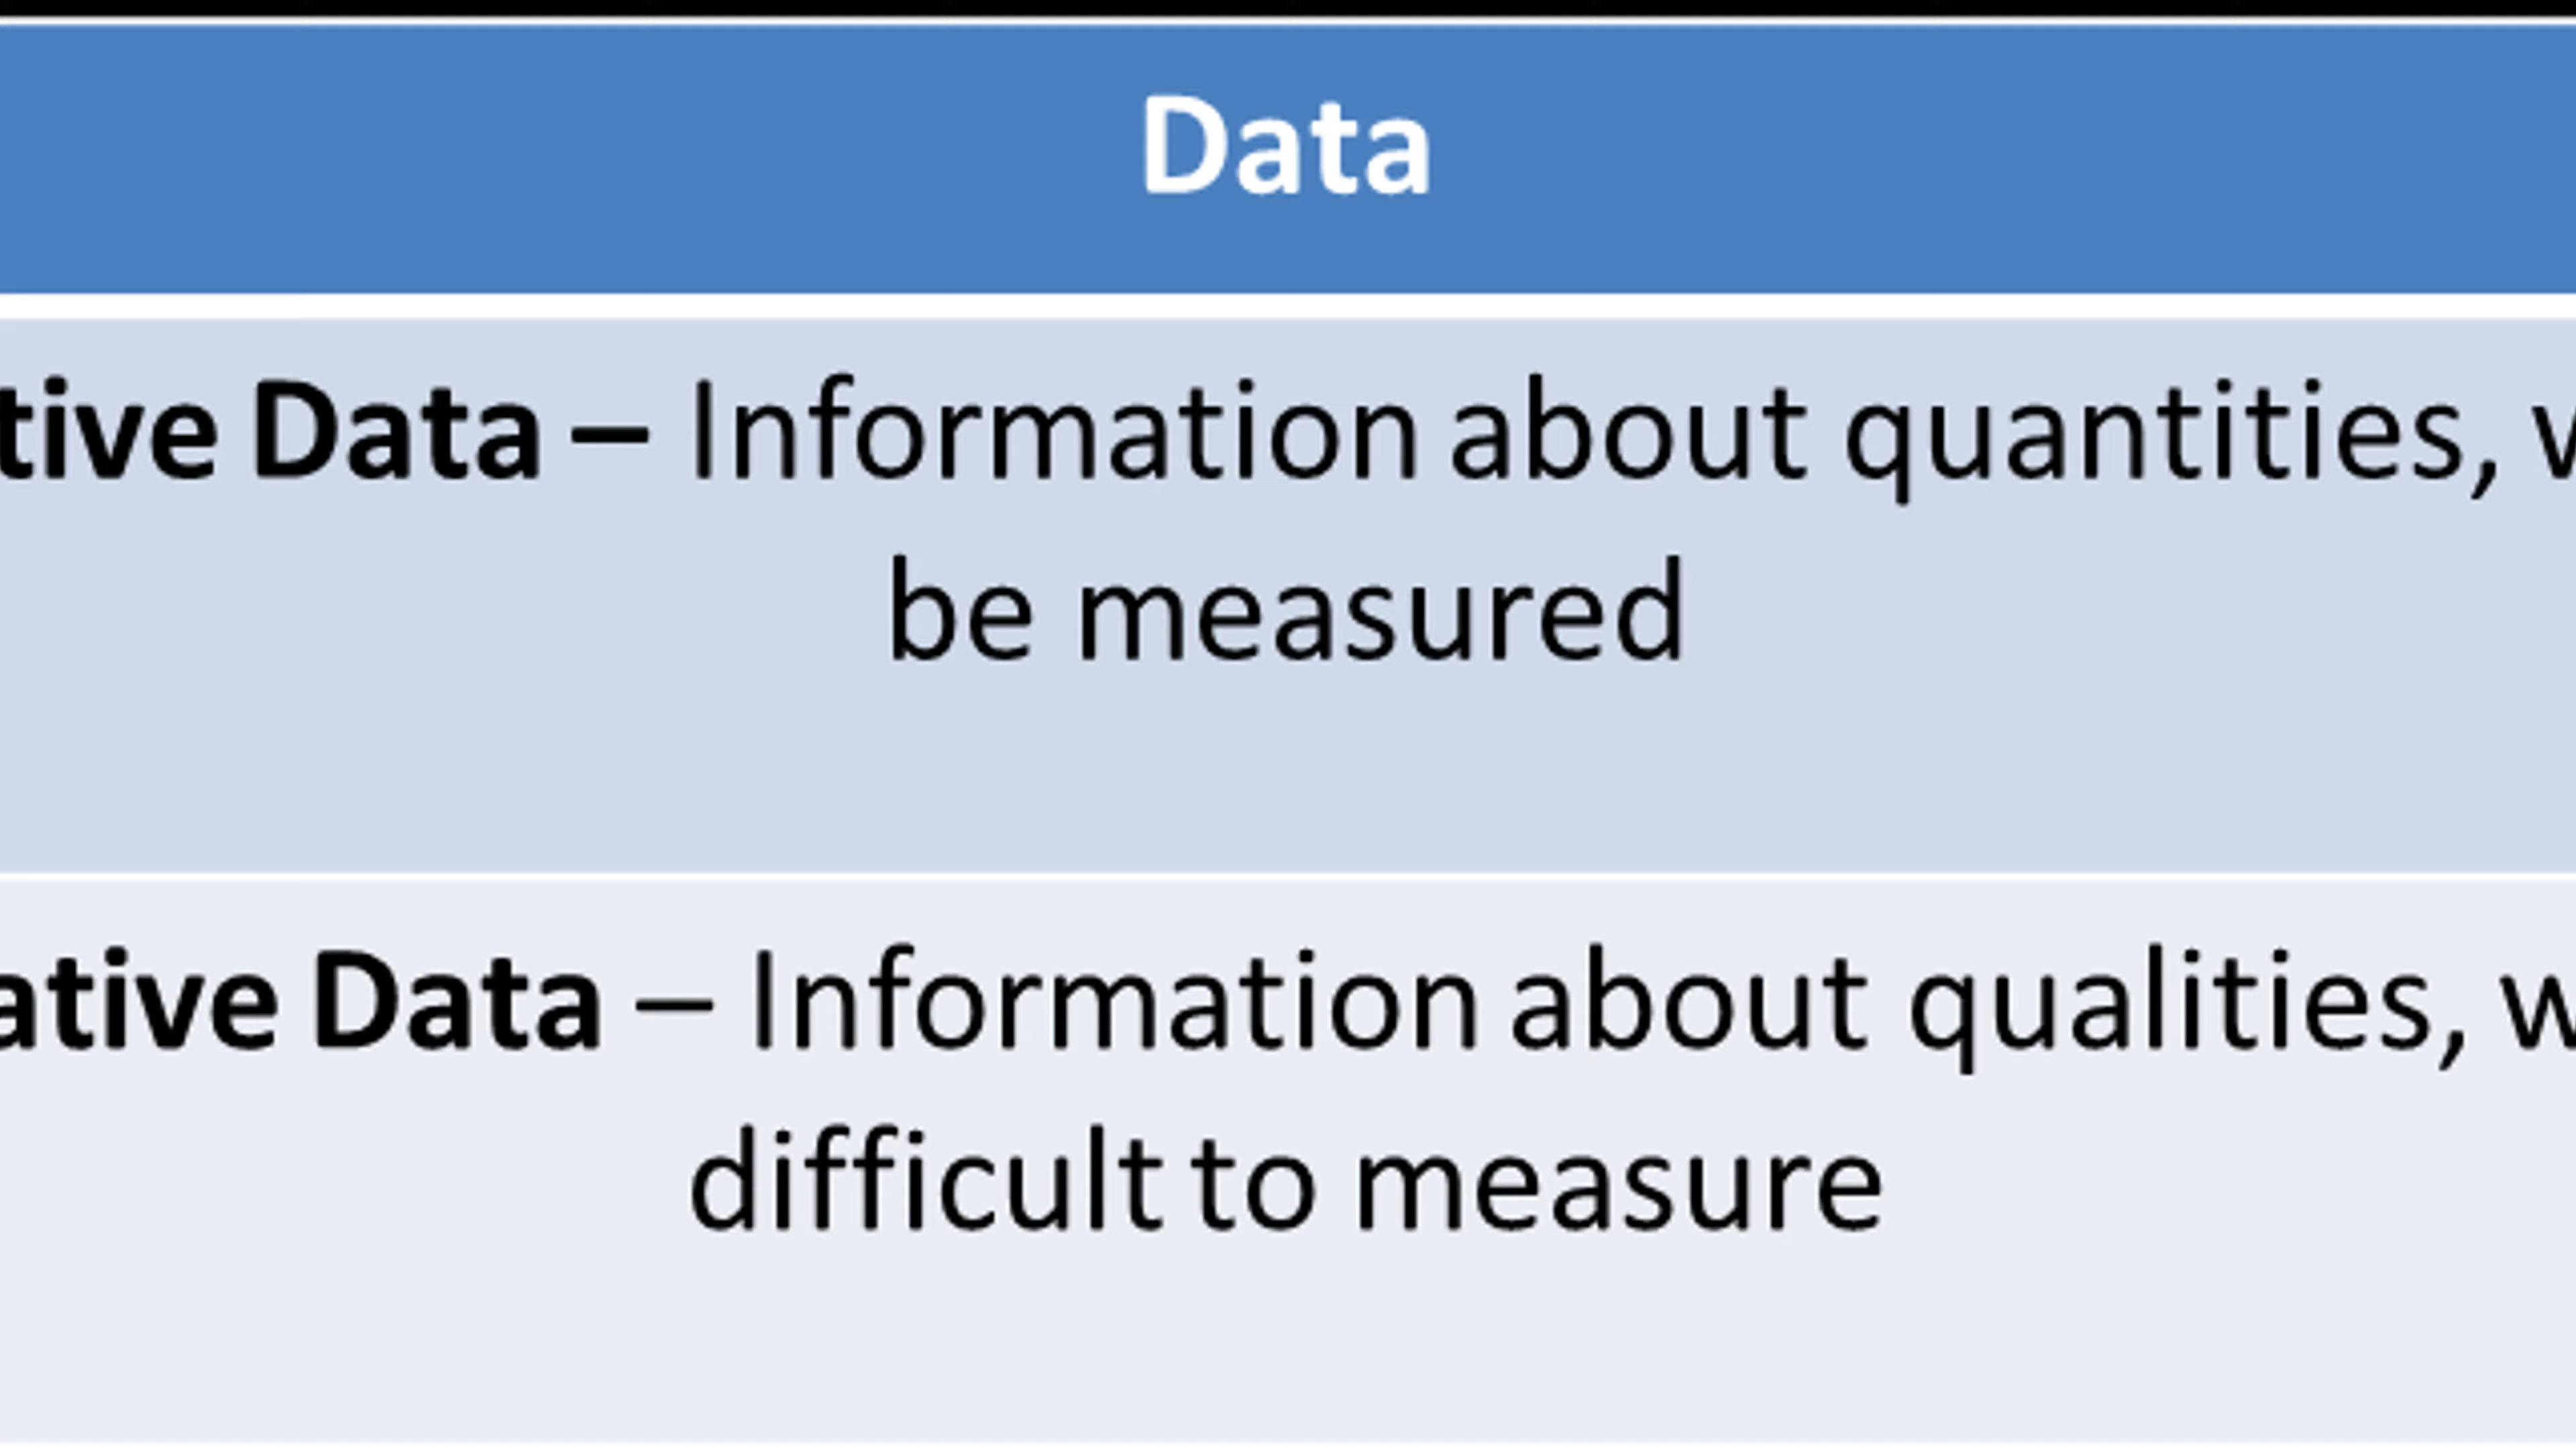 Data
tive Data – Information about quantities,
be measured
ative Data – Information about qualities,
difficult to measure